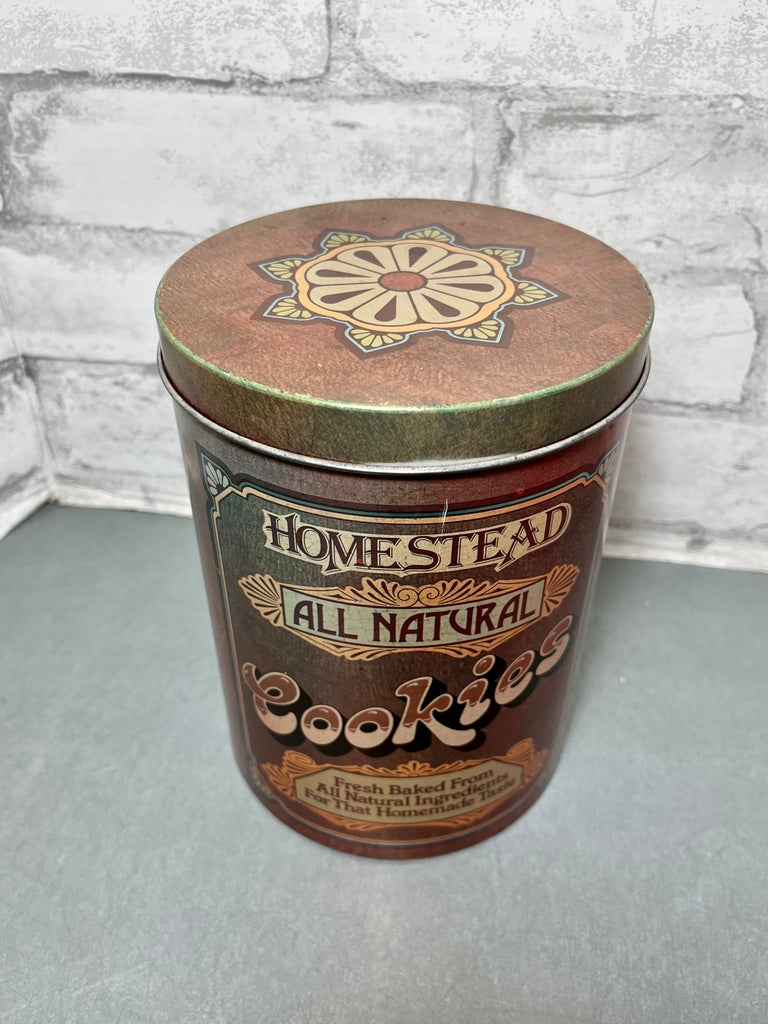 HOMESTEAD
ALL NATURAL
Cookies
Fresh Baked From
All Natural Ingredients
For That Homemade Taste